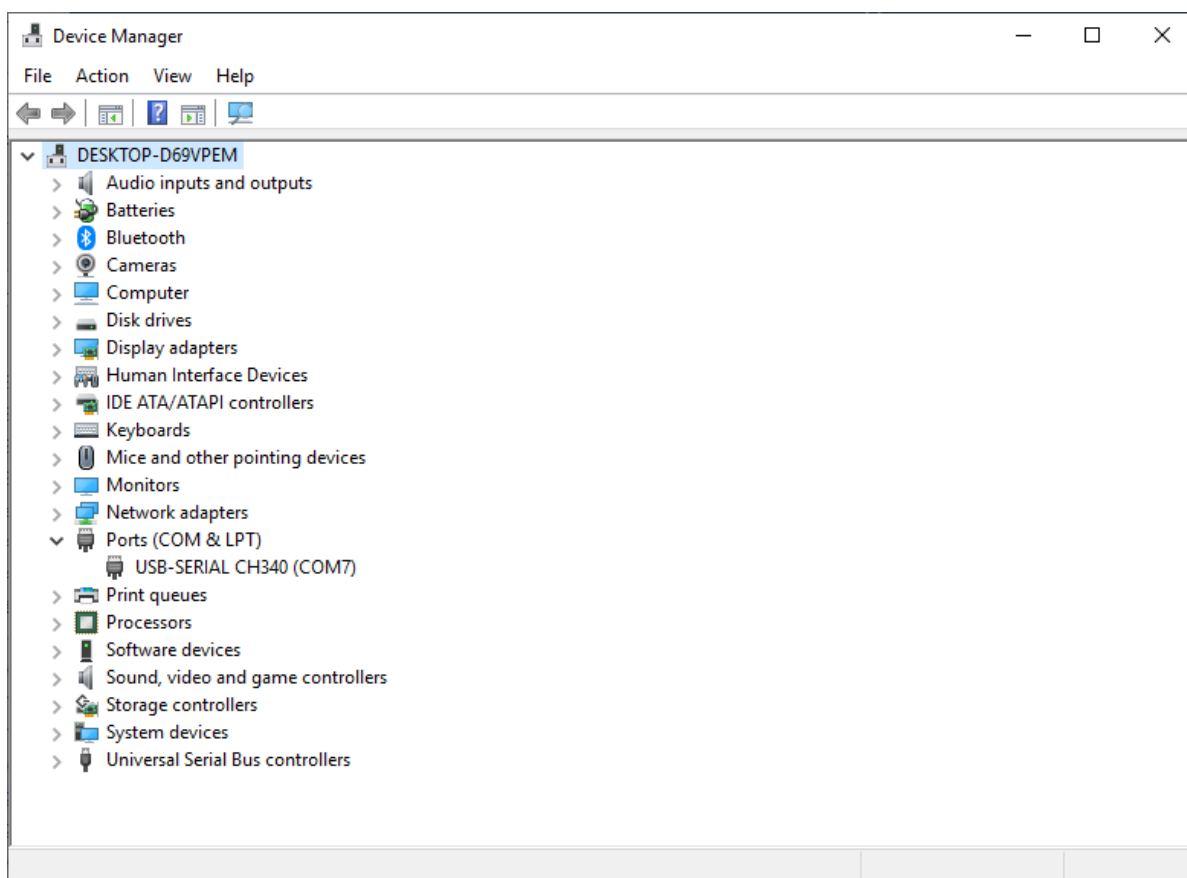 Device Manager
File Action View Help
?
DESKTOP-D69VPEM
Audio inputs and outputs
Batteries
Bluetooth
Cameras
Computer
Disk drives
Display adapters
Human Interface Devices
IDE ATA/ATAPI controllers
Keyboards
Mice and other pointing devices
Monitors
Network adapters
Ports (COM & LPT)
USB-SERIAL CH340 (COM7)
Print queues
Processors
Software devices
Sound, video and game controllers
Storage controllers
System devices
Universal Serial Bus controllers